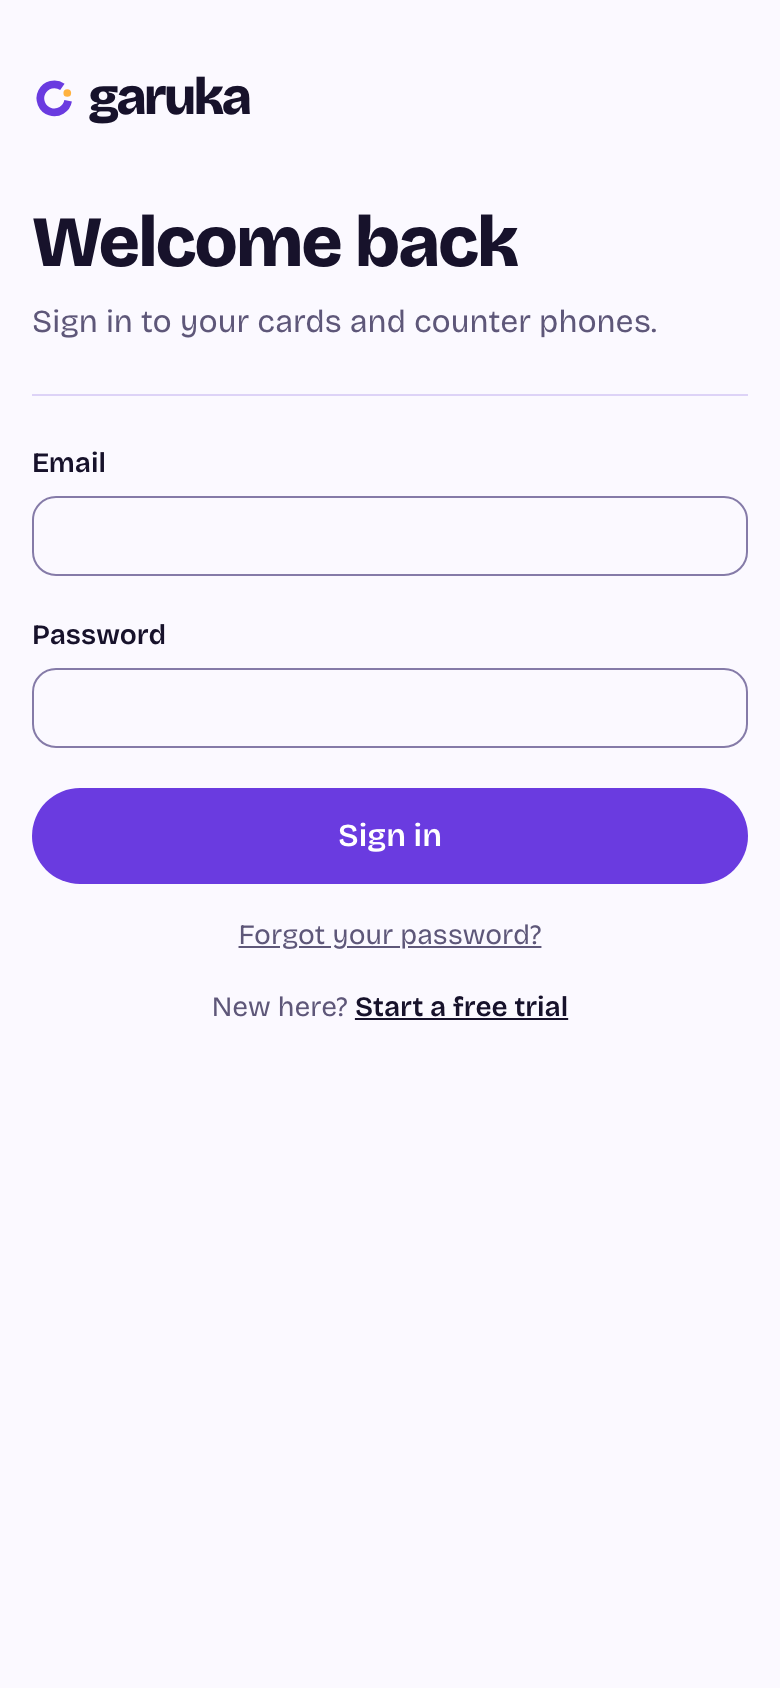 garuka
Welcome back
Sign in to your cards and counter phones.
Email
Password
Sign in
Forgot your password?
New here? Start a free trial